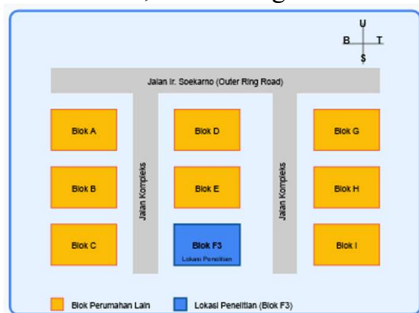 U
B T
S
Jalan Ir. Soekarno (Outer Ring Road)
Blok A
Blok D
Blok G
Jalan Kompleks
Jalan Kompleks
Blok B
Blok E
Blok H
Blok C
Blok F3
Lokasi Penelitian
Blok I
Blok Perumahan Lain
Lokasi Penelitian (Blok F3)